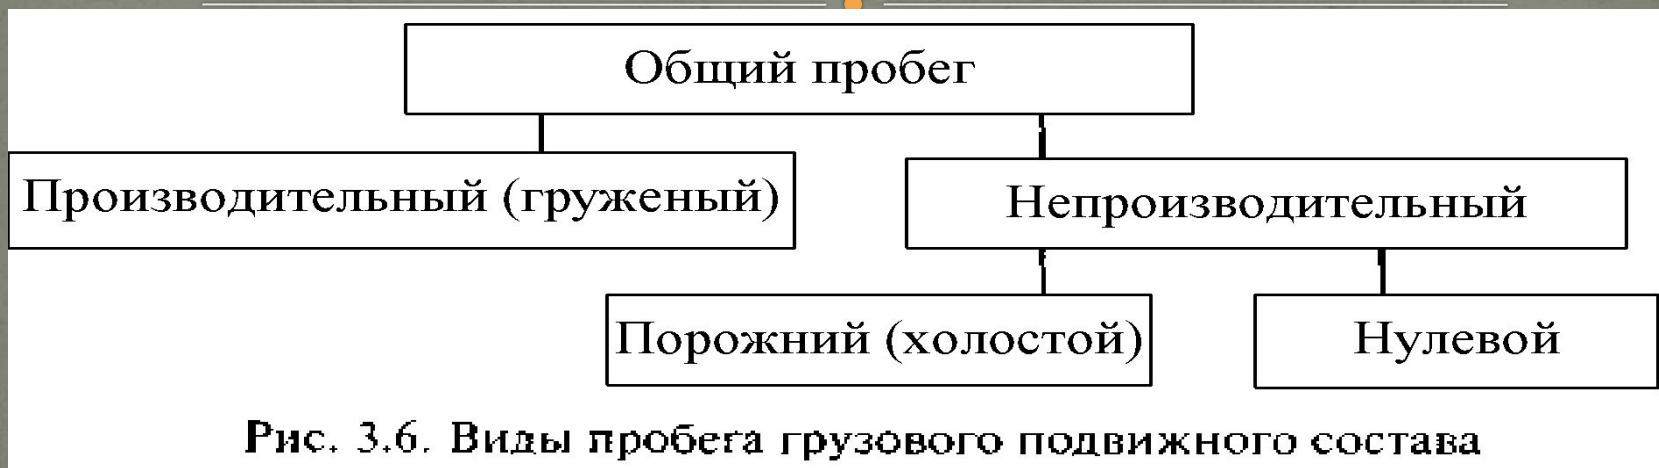 Общий пробег
Производительный (груженый)
Непроизводительный
Порожний (холостой)
Нулевой
Рис. 3.6. Виды пробега грузового подвижного состава